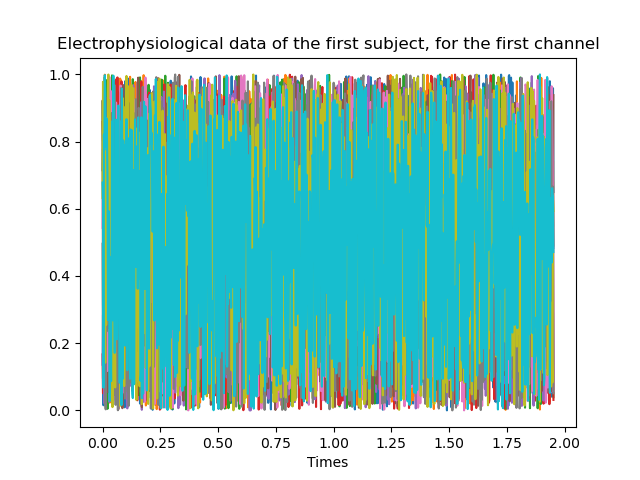 Electrophysiological data of the first subject, for the first channel
1.0
0.8
0.6
0.4
0.2
0.0
0.00 0.25 0.50 0.75 1.00 1.25 1.50 1.75 2.00
Times